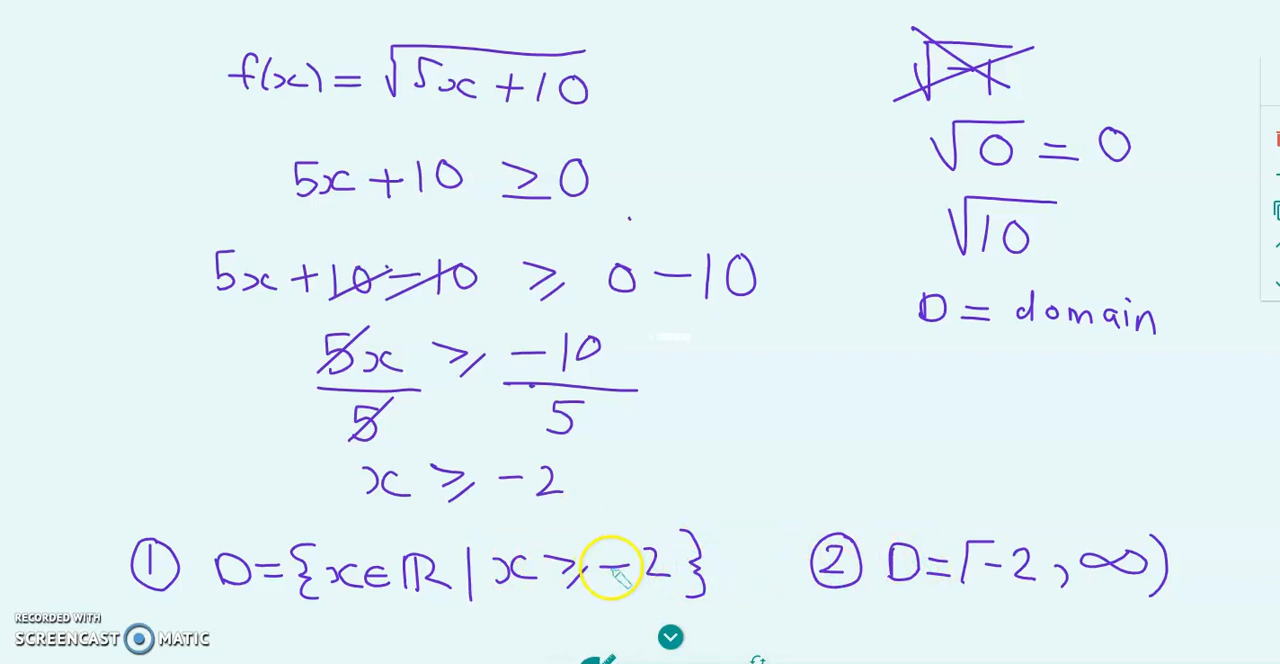 f(x) = √(5x + 10)
5x + 10 ≥ 0
5x + 10 - 10 ≥ 0 - 10
5x/5 ≥ -10/5
x ≥ -2
① D = {x ∈ ℝ | x ≥ -2}
② D = [-2, ∞)
√-1
√0 = 0
√10
D = domain
RECORDED WITH
SCREENCAST MATIC